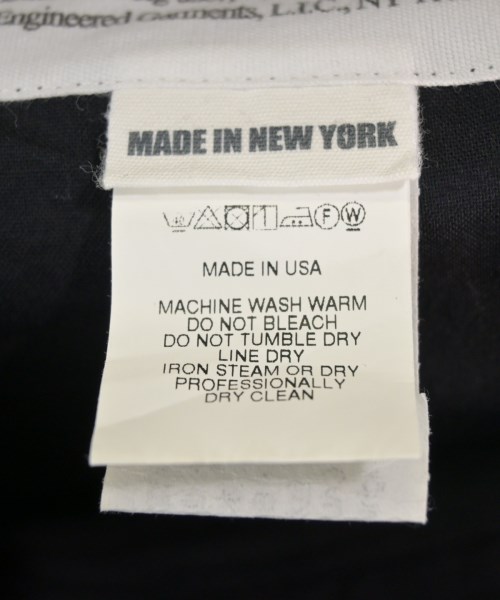 Engineered Garments, L.L.C., NY
MADE IN NEW YORK
MADE IN USA
MACHINE WASH WARM
DO NOT BLEACH
DO NOT TUMBLE DRY
LINE DRY
IRON STEAM OR DRY
PROFESSIONALLY
DRY CLEAN